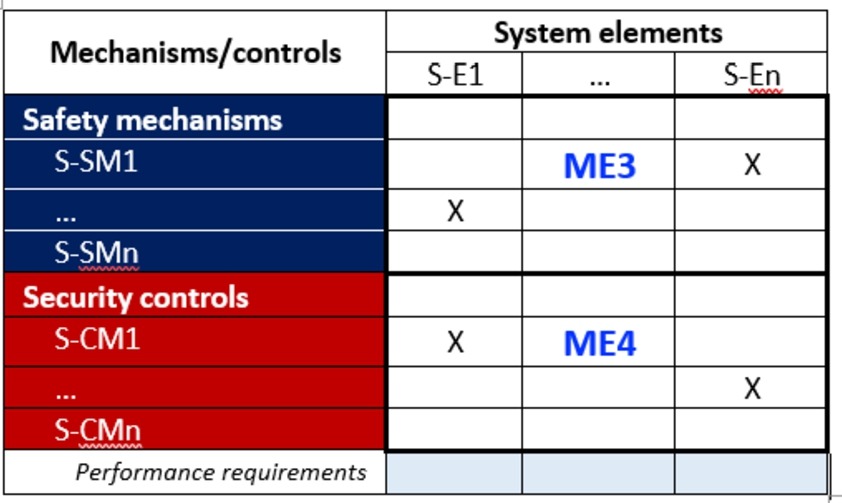 Mechanisms/controls
System elements
S-E1 ... S-En
Safety mechanisms
S-SM1 ME3 X
... X
S-SMn
Security controls
S-CM1 X ME4
... X
S-CMn
Performance requirements